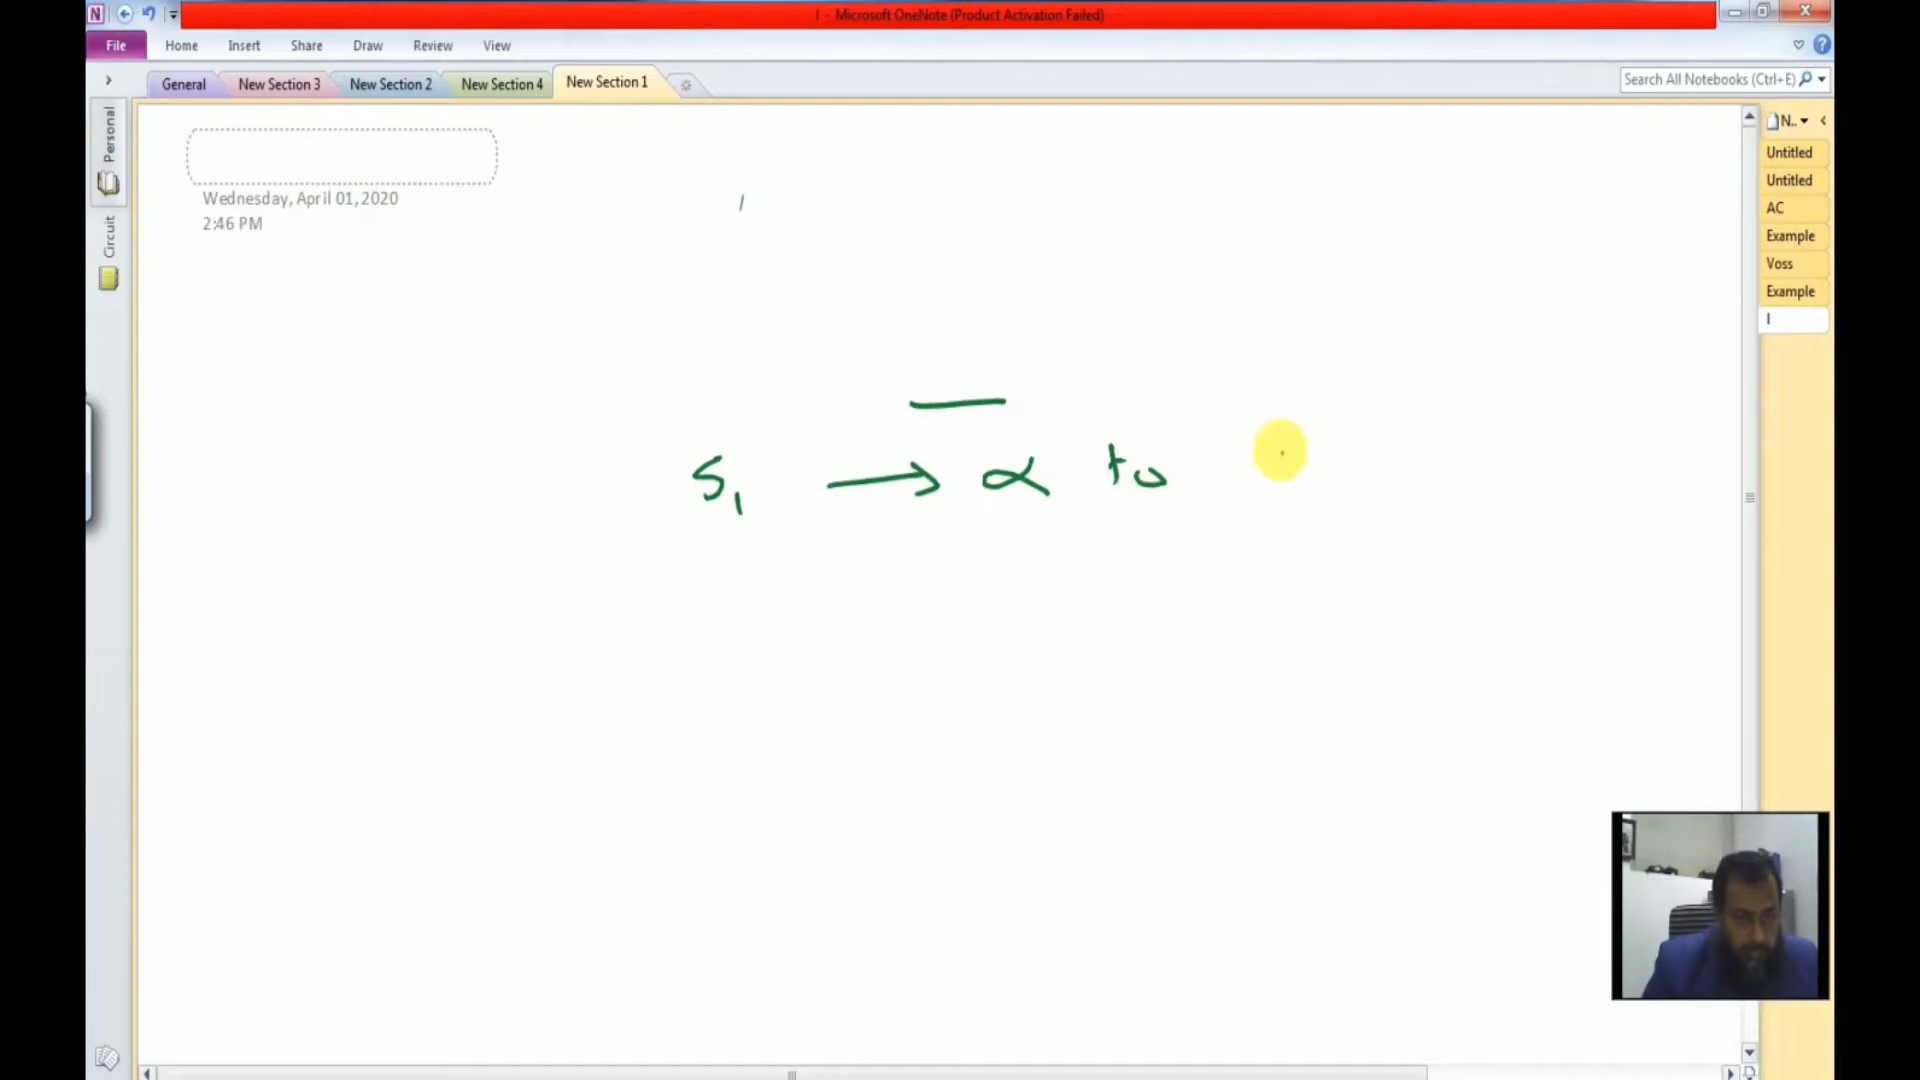 I - Microsoft OneNote (Product Activation Failed)
File Home Insert Share Draw Review View
General New Section 3 New Section 2 New Section 4 New Section 1
Search All Notebooks (Ctrl+E)
Personal
Circuit
N..
Untitled
Untitled
AC
Example
Voss
Example
I
Wednesday, April 01, 2020
2:46 PM
S₁ → α to